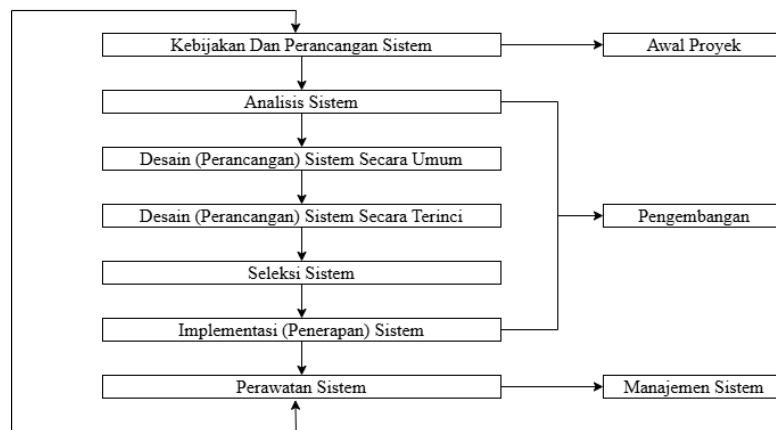 Kebijakan Dan Perancangan Sistem
Awal Proyek
Analisis Sistem
Desain (Perancangan) Sistem Secara Umum
Desain (Perancangan) Sistem Secara Terinci
Pengembangan
Seleksi Sistem
Implementasi (Penerapan) Sistem
Perawatan Sistem
Manajemen Sistem